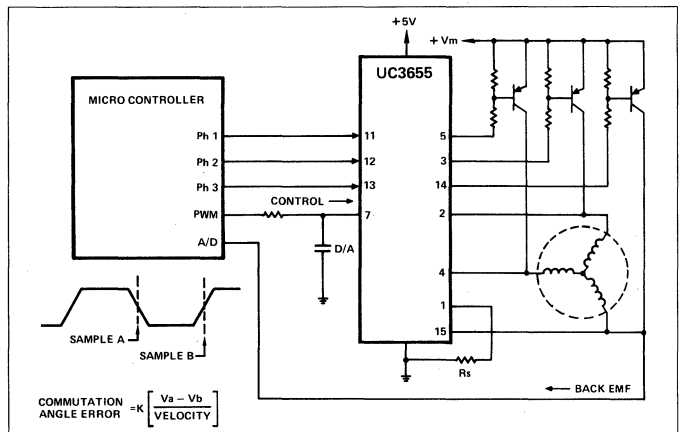 +5V
+ Vm
UC3655
MICRO CONTROLLER
Ph 1
Ph 2
Ph 3
PWM
A/D
CONTROL
D/A
11
12
13
7
5
3
14
2
4
1
15
Rs
SAMPLE A
SAMPLE B
BACK EMF
COMMUTATION ANGLE ERROR = K [ Va – Vb / VELOCITY ]